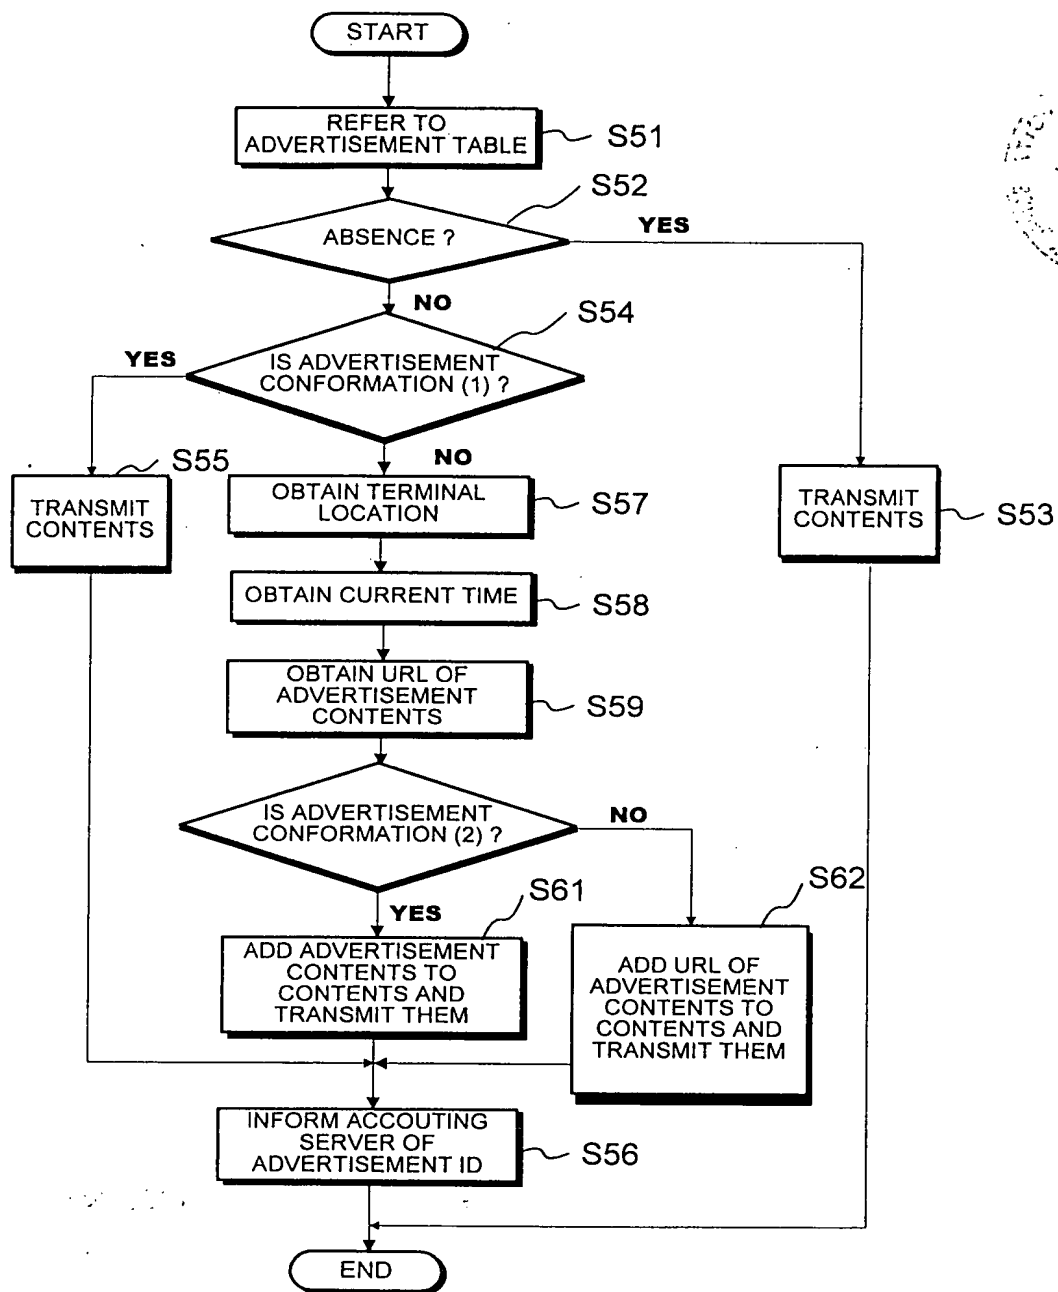 START
REFER TO
ADVERTISEMENT TABLE
S51
S52
ABSENCE ?
YES
NO
S54
YES
IS ADVERTISEMENT
CONFORMATION (1) ?
NO
S55
TRANSMIT
CONTENTS
OBTAIN TERMINAL
LOCATION
S57
TRANSMIT
CONTENTS
S53
OBTAIN CURRENT TIME
S58
OBTAIN URL OF
ADVERTISEMENT
CONTENTS
S59
IS ADVERTISEMENT
CONFORMATION (2) ?
NO
YES
S61
S62
ADD ADVERTISEMENT
CONTENTS TO
CONTENTS AND
TRANSMIT THEM
ADD URL OF
ADVERTISEMENT
CONTENTS TO
CONTENTS AND
TRANSMIT THEM
INFORM ACCOUTING
SERVER OF
ADVERTISEMENT ID
S56
END